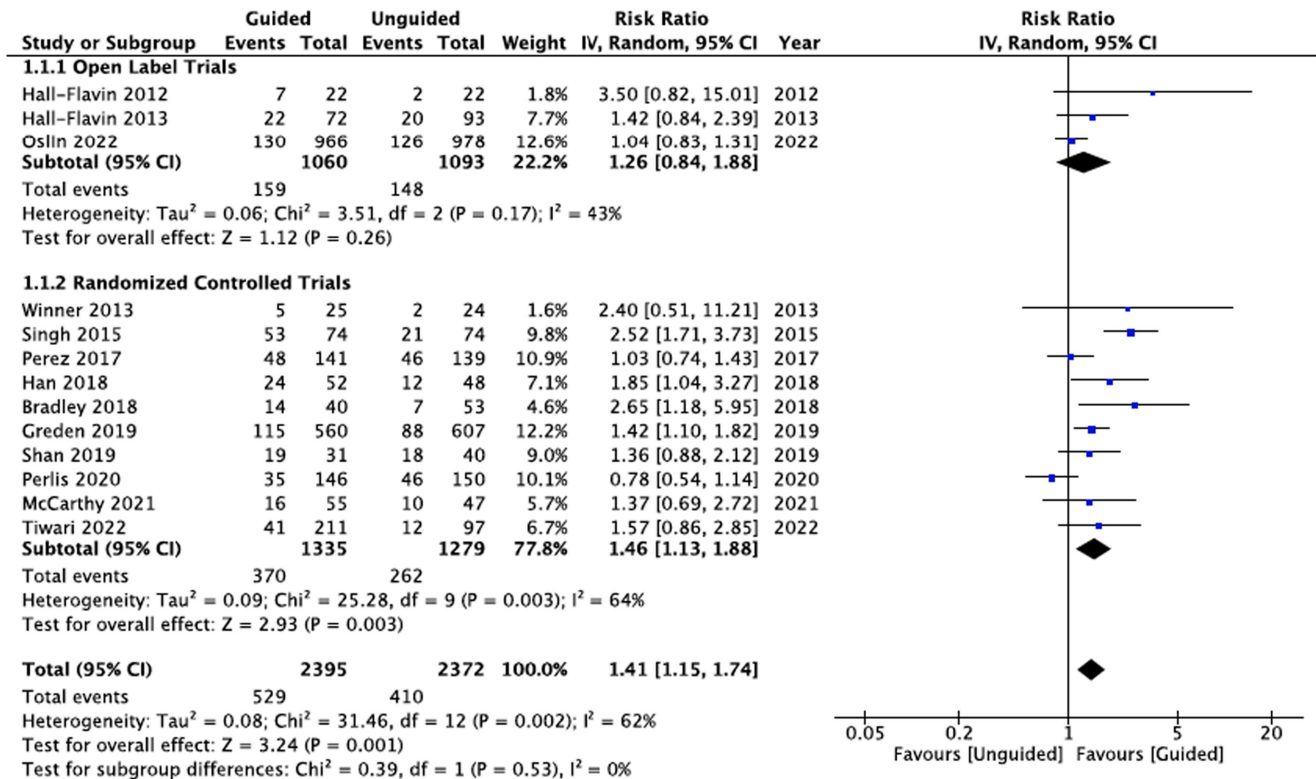 Guided Unguided Risk Ratio Risk Ratio
Study or Subgroup Events Total Events Total Weight IV, Random, 95% CI Year IV, Random, 95% CI
1.1.1 Open Label Trials
Hall-Flavin 2012 7 22 2 22 1.8% 3.50 [0.82, 15.01] 2012
Hall-Flavin 2013 22 72 20 93 7.7% 1.42 [0.84, 2.39] 2013
Oslin 2022 130 966 126 978 12.6% 1.04 [0.83, 1.31] 2022
Subtotal (95% CI) 1060 1093 22.2% 1.26 [0.84, 1.88]
Total events 159 148
Heterogeneity: Tau² = 0.06; Chi² = 3.51, df = 2 (P = 0.17); I² = 43%
Test for overall effect: Z = 1.12 (P = 0.26)
1.1.2 Randomized Controlled Trials
Winner 2013 5 25 2 24 1.6% 2.40 [0.51, 11.21] 2013
Singh 2015 53 74 21 74 9.8% 2.52 [1.71, 3.73] 2015
Perez 2017 48 141 46 139 10.9% 1.03 [0.74, 1.43] 2017
Han 2018 24 52 12 48 7.1% 1.85 [1.04, 3.27] 2018
Bradley 2018 14 40 7 53 4.6% 2.65 [1.18, 5.95] 2018
Greden 2019 115 560 88 607 12.2% 1.42 [1.10, 1.82] 2019
Shan 2019 19 31 18 40 9.0% 1.36 [0.88, 2.12] 2019
Perlis 2020 35 146 46 150 10.1% 0.78 [0.54, 1.14] 2020
McCarthy 2021 16 55 10 47 5.7% 1.37 [0.69, 2.72] 2021
Tiwari 2022 41 211 12 97 6.7% 1.57 [0.86, 2.85] 2022
Subtotal (95% CI) 1335 1279 77.8% 1.46 [1.13, 1.88]
Total events 370 262
Heterogeneity: Tau² = 0.09; Chi² = 25.28, df = 9 (P = 0.003); I² = 64%
Test for overall effect: Z = 2.93 (P = 0.003)
Total (95% CI) 2395 2372 100.0% 1.41 [1.15, 1.74]
Total events 529 410
Heterogeneity: Tau² = 0.08; Chi² = 31.46, df = 12 (P = 0.002); I² = 62%
Test for overall effect: Z = 3.24 (P = 0.001)
Test for subgroup differences: Chi² = 0.39, df = 1 (P = 0.53), I² = 0%
0.05 0.2 1 5 20
Favours [Unguided] Favours [Guided]